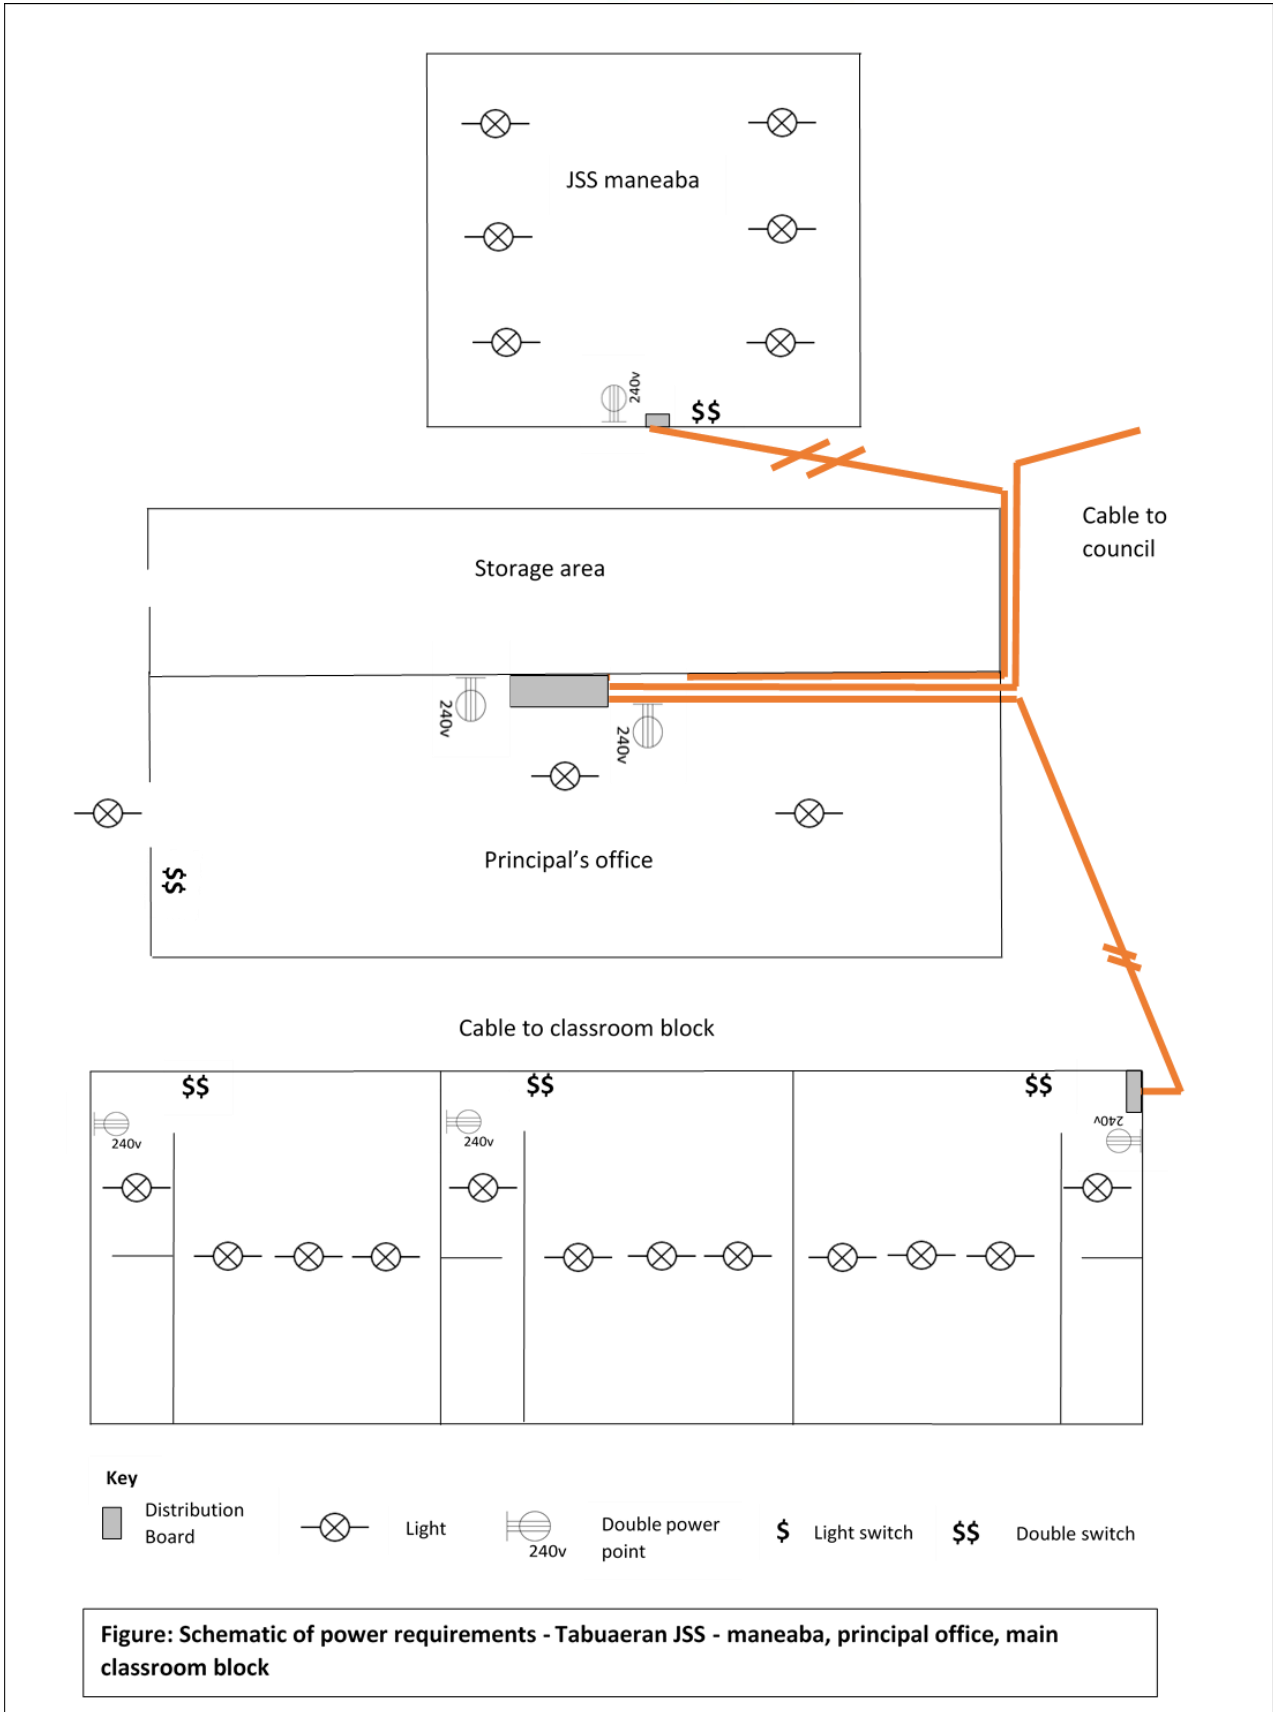 JSS maneaba
240v
$$
Cable to
council
Storage area
240v
240v
Principal's office
$$
Cable to classroom block
$$
$$
$$
240v
240v
240v
Key
Distribution
Board
Light
240v
Double power
point
$
Light switch
$$
Double switch
Figure: Schematic of power requirements - Tabuaeran JSS - maneaba, principal office, main
classroom block